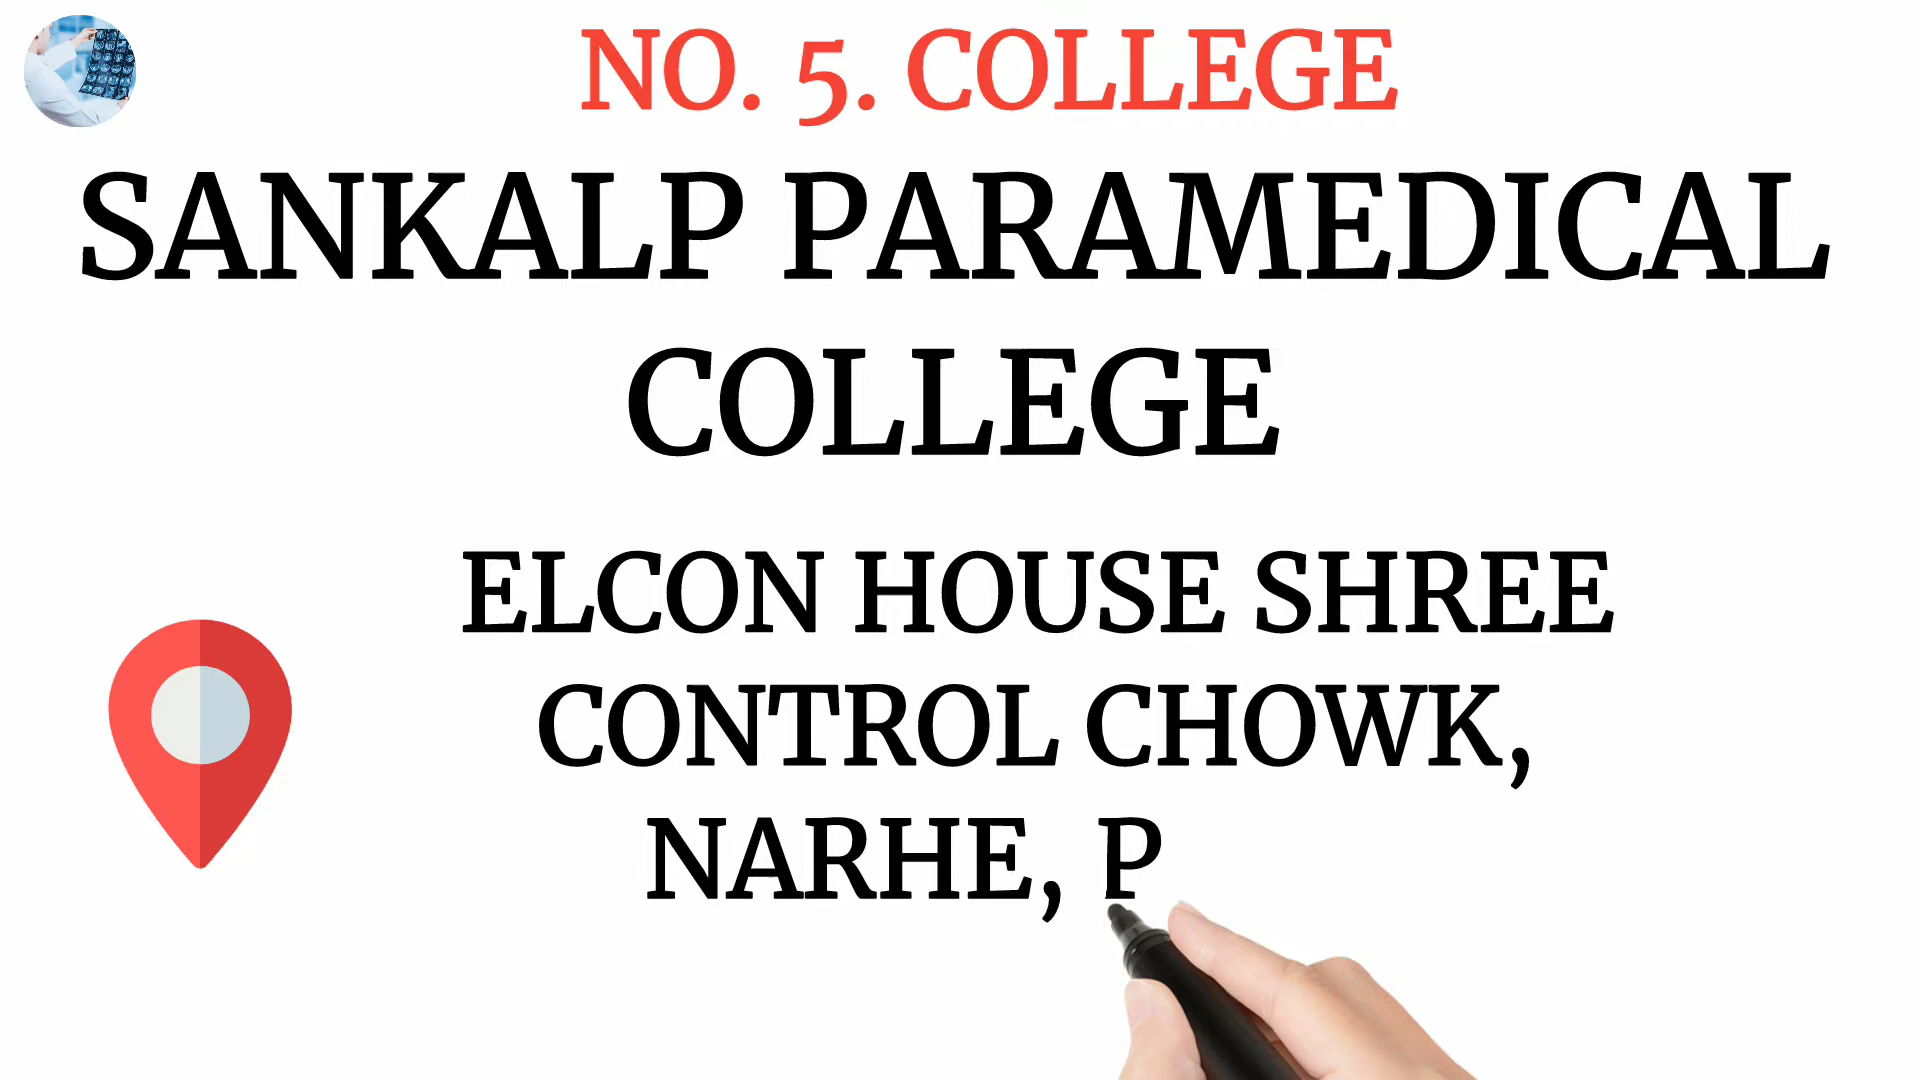 NO. 5. COLLEGE
SANKALP PARAMEDICAL
COLLEGE
ELCON HOUSE SHREE
CONTROL CHOWK,
NARHE, P